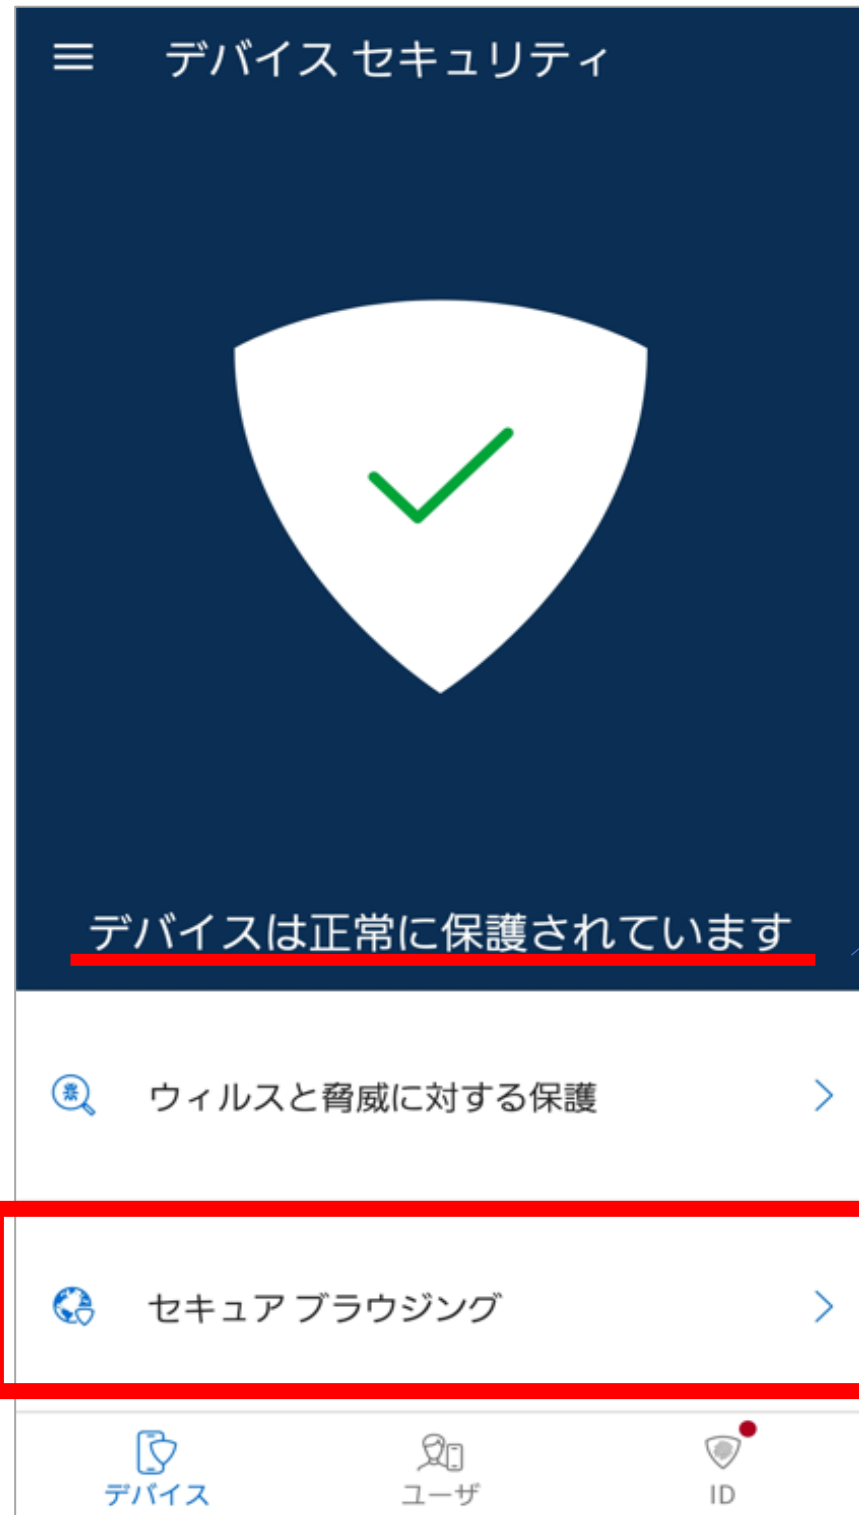 デバイス セキュリティ
デバイスは正常に保護されています
ウィルスと脅威に対する保護
セキュア ブラウジング
デバイス
ユーザ
ID